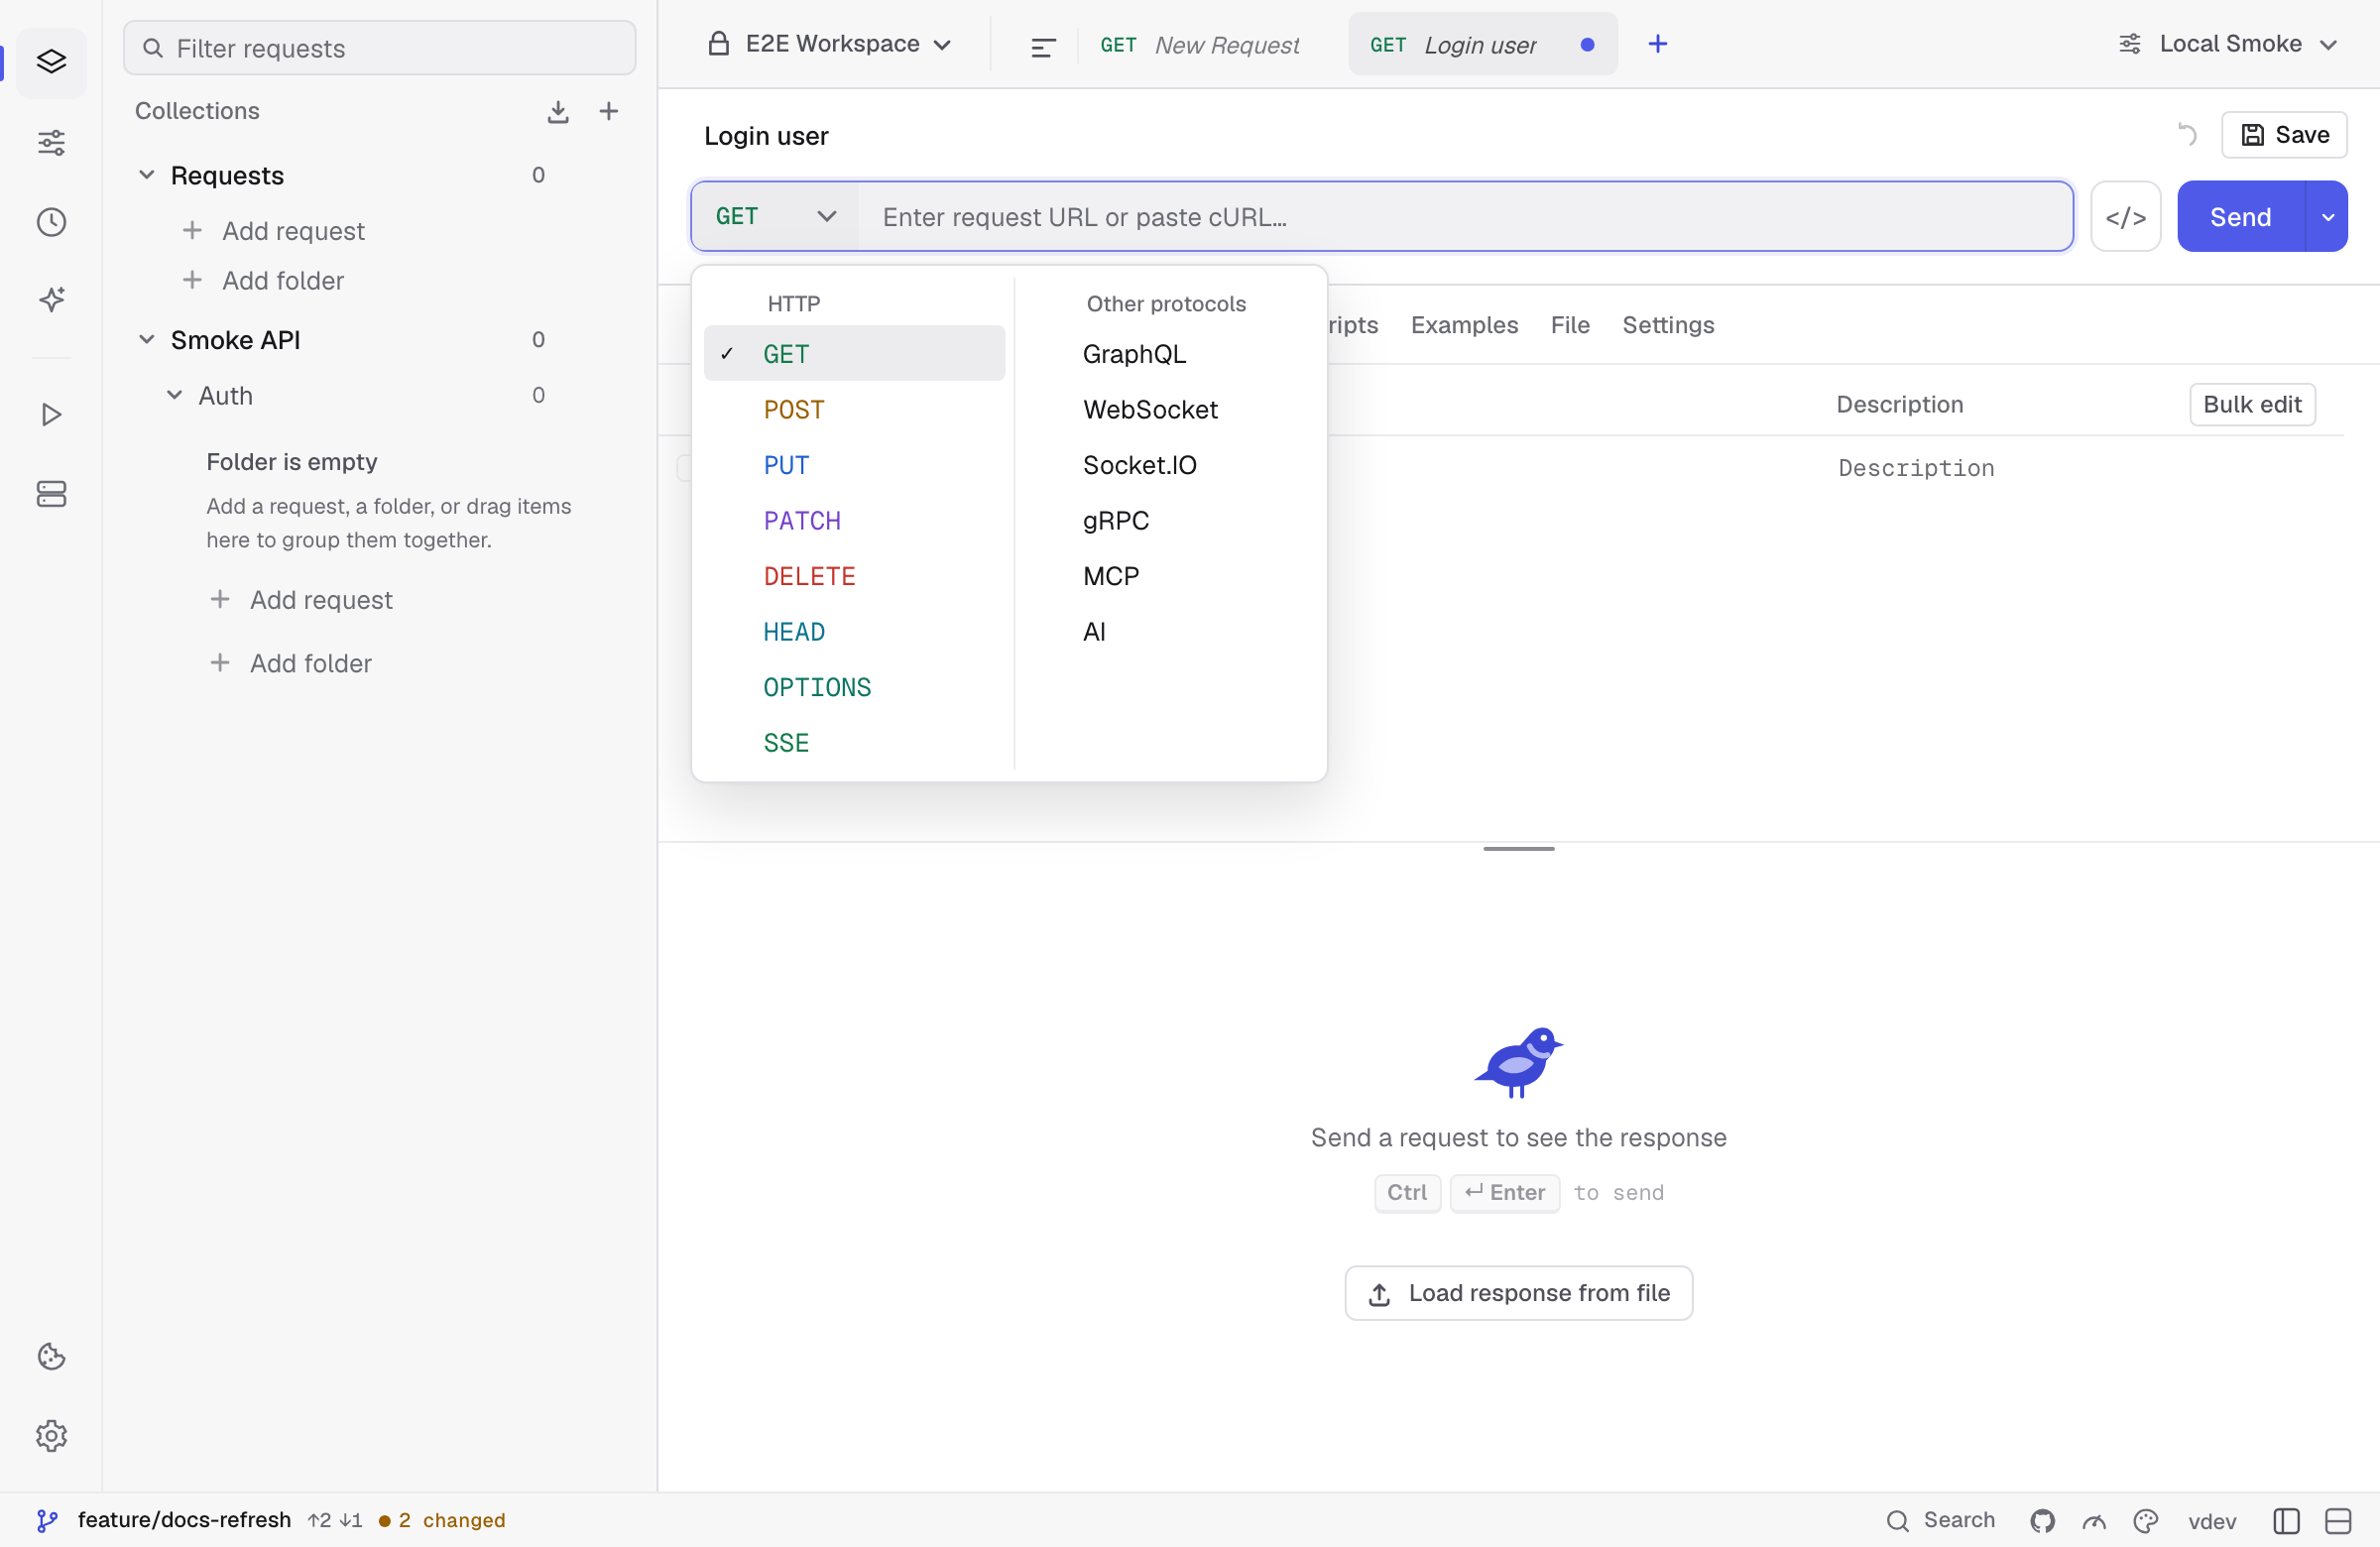 Filter requests
Collections
Requests 0
Add request
Add folder
Smoke API 0
Auth 0
Folder is empty
Add a request, a folder, or drag items
here to group them together.
Add request
Add folder
E2E Workspace
GET New Request
GET Login user
Local Smoke
Login user
Save
GET
Enter request URL or paste cURL...
</>
Send
HTTP
GET
POST
PUT
PATCH
DELETE
HEAD
OPTIONS
SSE
Other protocols
GraphQL
WebSocket
Socket.IO
gRPC
MCP
AI
ripts Examples File Settings
Description
Bulk edit
Description
Send a request to see the response
Ctrl Enter to send
Load response from file
feature/docs-refresh ↑2 ↓1 2 changed
Search
vdev